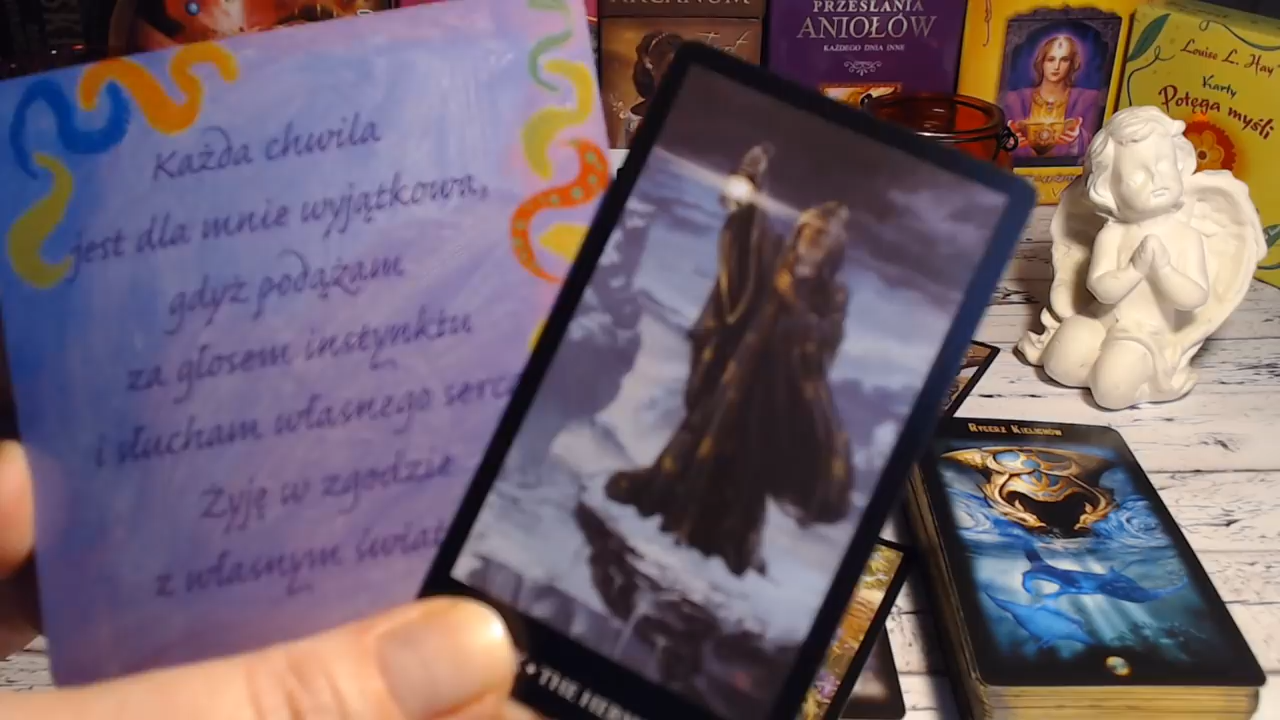 ARCANUM
PRZESŁANIA
ANIOŁÓW
KAŻDEGO DNIA INNE
Louise L. Hay
Karty
Potęga myśli
Każda chwila
jest dla mnie wyjątkowa,
gdyż podążam
za głosem instynktu
i słucham własnego serc
Żyję w zgodzie
z własnym świat
RYCERZ KIELICHÓW
THE HER